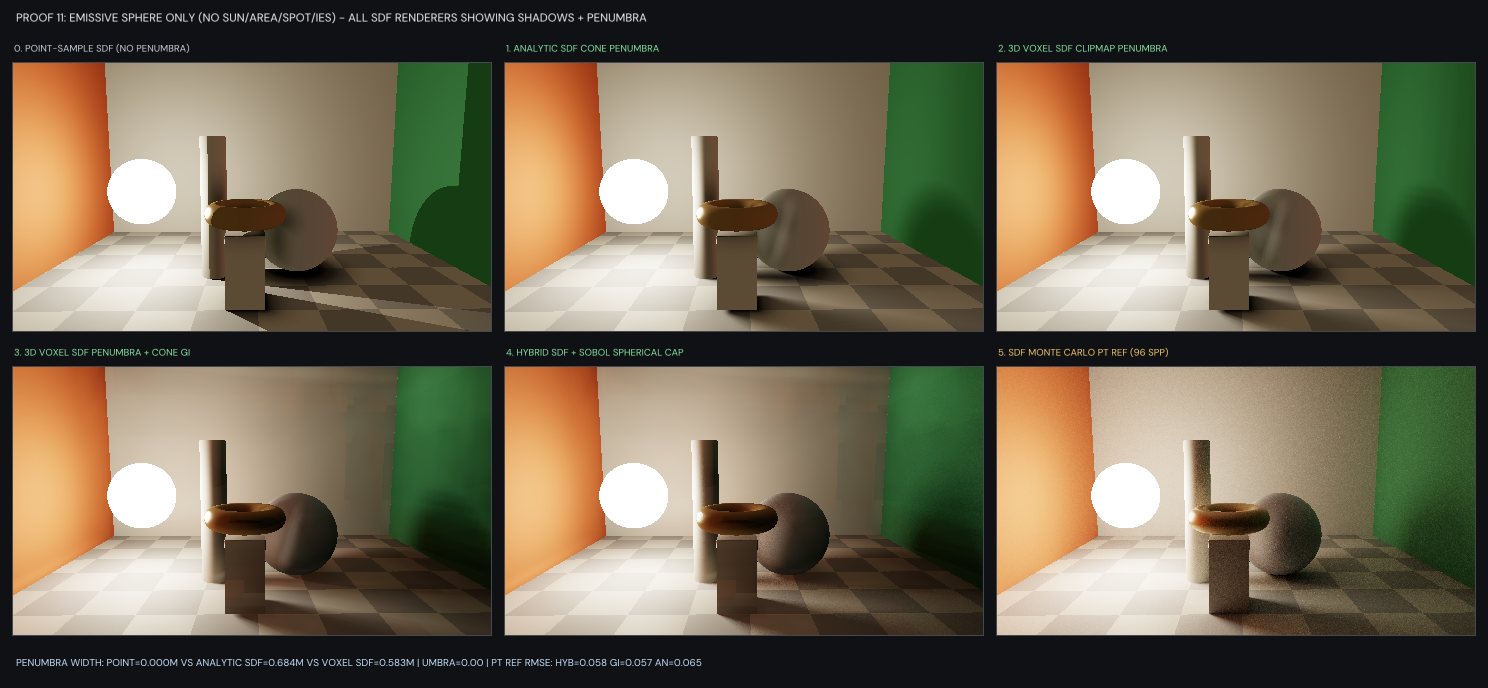 PROOF 11: EMISSIVE SPHERE ONLY (NO SUN/AREA/SPOT/IES) - ALL SDF RENDERERS SHOWING SHADOWS + PENUMBRA
0. POINT-SAMPLE SDF (NO PENUMBRA)
1. ANALYTIC SDF CONE PENUMBRA
2. 3D VOXEL SDF CLIPMAP PENUMBRA
3. 3D VOXEL SDF PENUMBRA + CONE GI
4. HYBRID SDF + SOBOL SPHERICAL CAP
5. SDF MONTE CARLO PT REF (96 SPP)
PENUMBRA WIDTH: POINT=0.000M VS ANALYTIC SDF=0.684M VS VOXEL SDF=0.583M | UMBRA=0.00 | PT REF RMSE: HYB=0.058 GI=0.057 AN=0.065